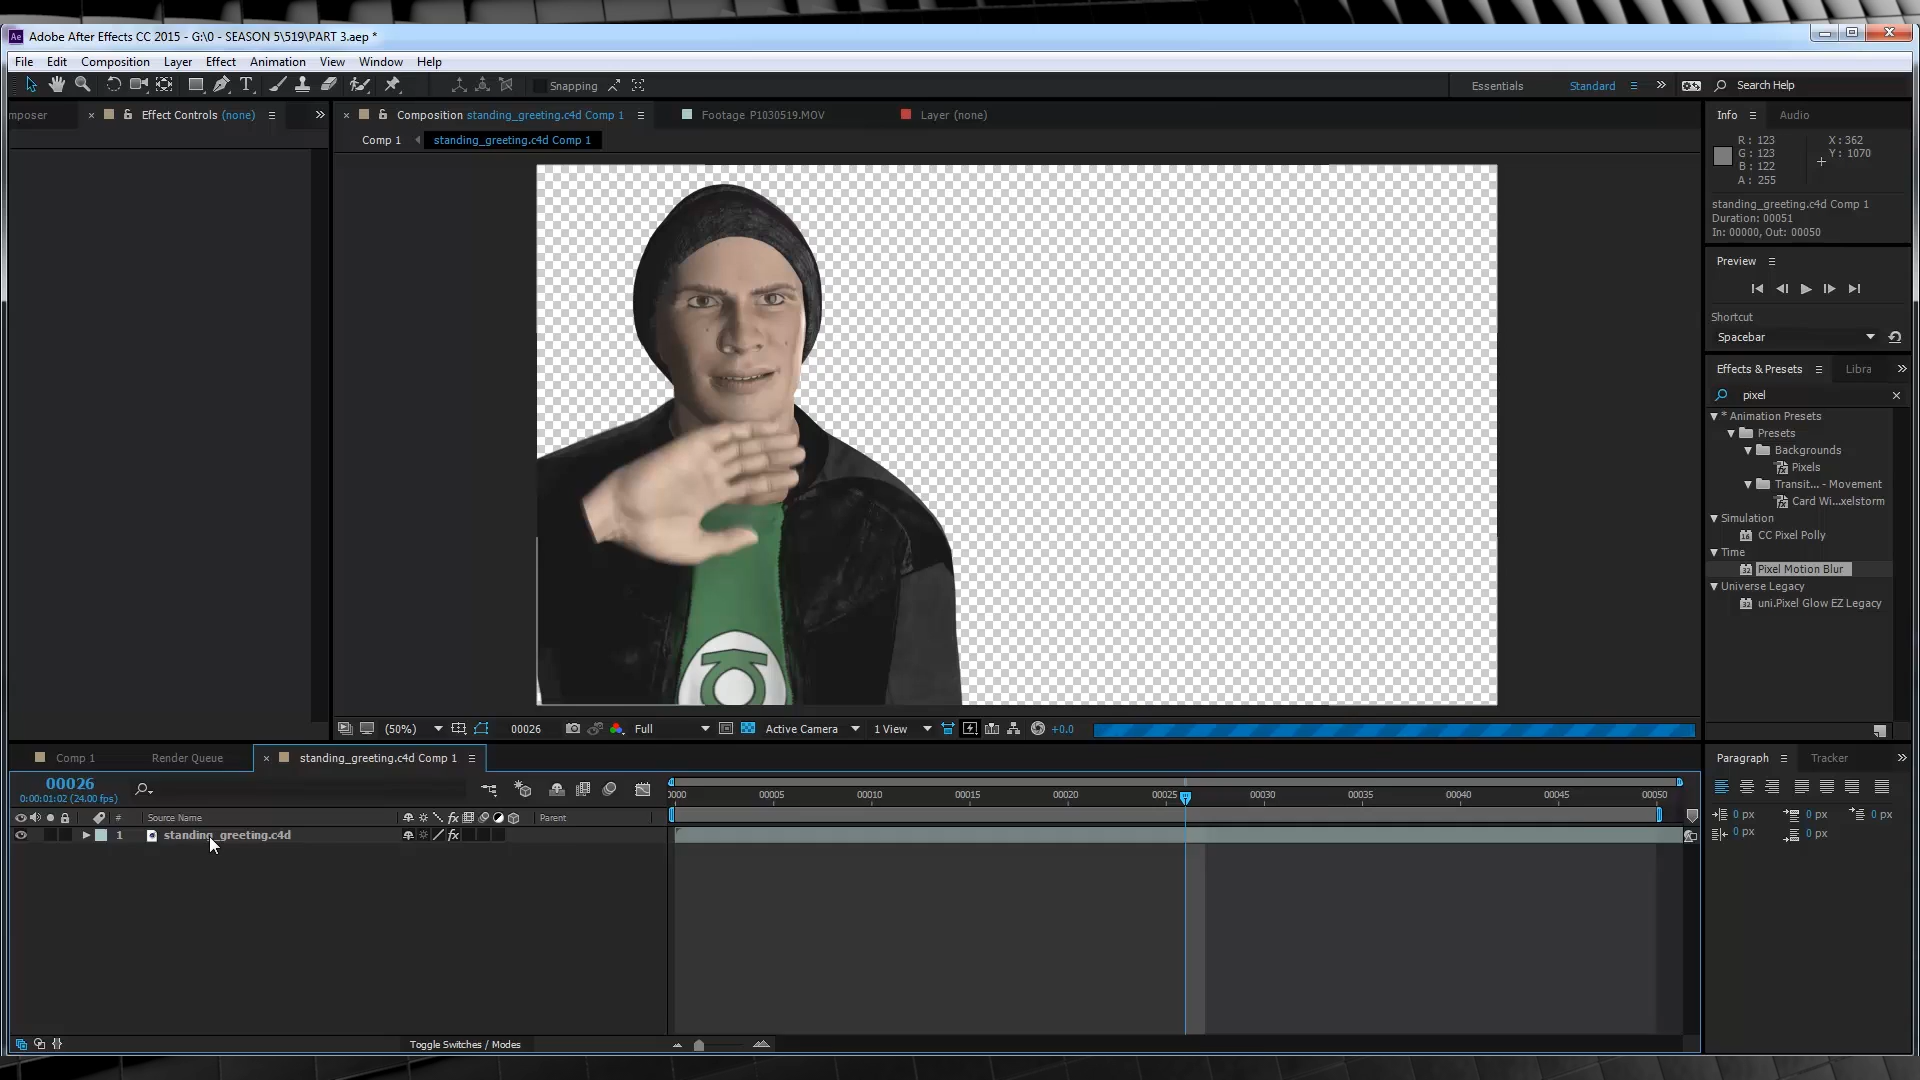 Ae Adobe After Effects CC 2015 - G:\0 - SEASON 5\519\PART 3.aep *
File Edit Composition Layer Effect Animation View Window Help
Snapping
Essentials Standard Search Help
mposer Effect Controls (none)
Composition standing_greeting.c4d Comp 1 Footage P1030519.MOV Layer (none)
Comp 1 standing_greeting.c4d Comp 1
Info Audio
R: 123 X: 362
G: 123 Y: 1070
B: 122
A: 255
standing_greeting.c4d Comp 1
Duration: 00051
In: 00000, Out: 00050
Preview
Shortcut
Spacebar
Effects & Presets Libra
pixel
* Animation Presets
Presets
Backgrounds
Pixels
Transit... - Movement
Card Wi...xelstorm
Simulation
CC Pixel Polly
Time
Pixel Motion Blur
Universe Legacy
uni.Pixel Glow EZ Legacy
(50%) 00026 Full Active Camera 1 View +0.0
Comp 1 Render Queue standing_greeting.c4d Comp 1
00026
0:00:01:02 (24.00 fps)
0000 00005 00010 00015 00020 00025 00030 00035 00040 00045 00050
# Source Name fx Parent
1 standing_greeting.c4d fx
Toggle Switches / Modes
Paragraph Tracker
0 px 0 px 0 px
0 px 0 px